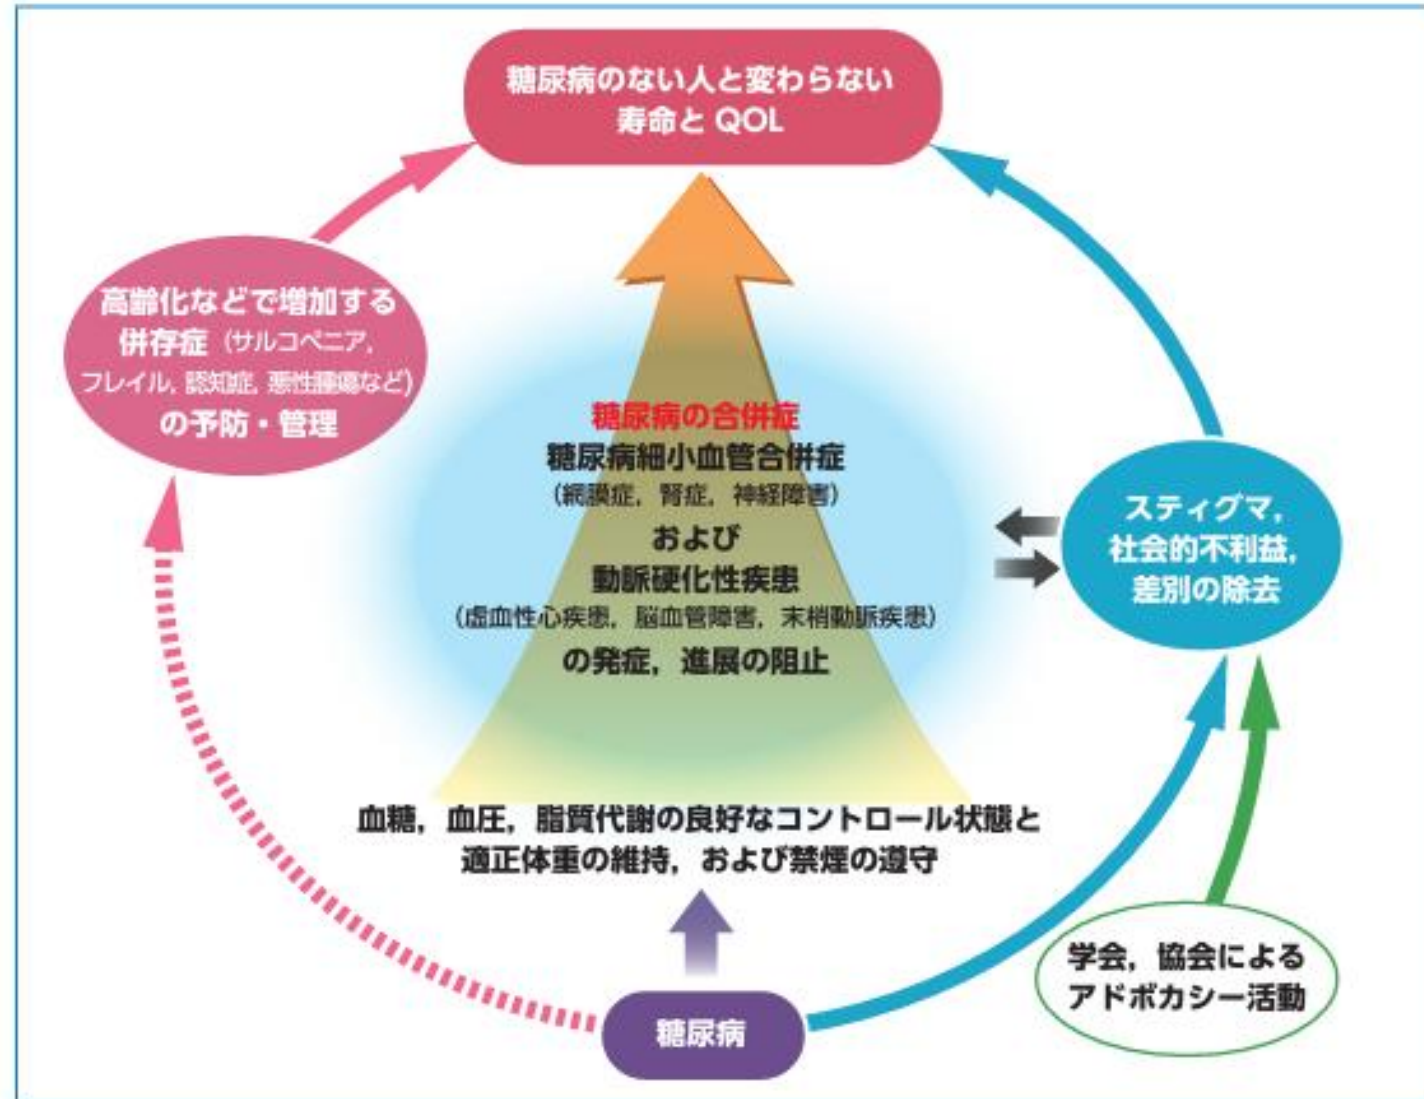 糖尿病のない人と変わらない
寿命と QOL
高齢化などで増加する
併存症（サルコペニア，
フレイル，認知症，悪性腫瘍など）
の予防・管理
糖尿病の合併症
糖尿病細小血管合併症
（網膜症，腎症，神経障害）
および
動脈硬化性疾患
（虚血性心疾患，脳血管障害，末梢動脈疾患）
の発症，進展の阻止
スティグマ，
社会的不利益，
差別の除去
血糖，血圧，脂質代謝の良好なコントロール状態と
適正体重の維持，および禁煙の遵守
学会，協会による
アドボカシー活動
糖尿病